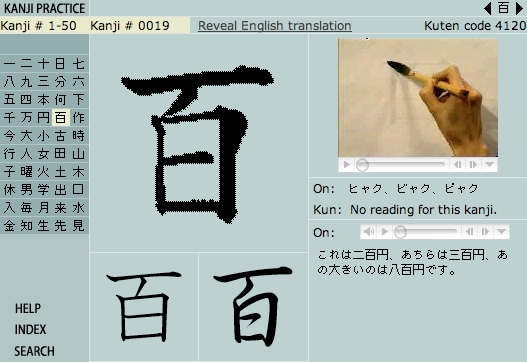 KANJI PRACTICE
百
Kanji # 1-50 Kanji # 0019 Reveal English translation Kuten code 4120
一 二 十 日 七
八 九 三 分 六
五 四 本 何 下
千 万 円 百 作
今 大 小 古 時
行 人 女 田 山
子 曜 火 土 木
休 男 学 出 口
入 毎 月 来 水
金 知 生 先 見
HELP
INDEX
SEARCH
百
百
百
On: ヒャク、ビャク、ピャク
Kun: No reading for this kanji.
On:
これは二百円、あちらは三百円、あ
の大きいのは八百円です。